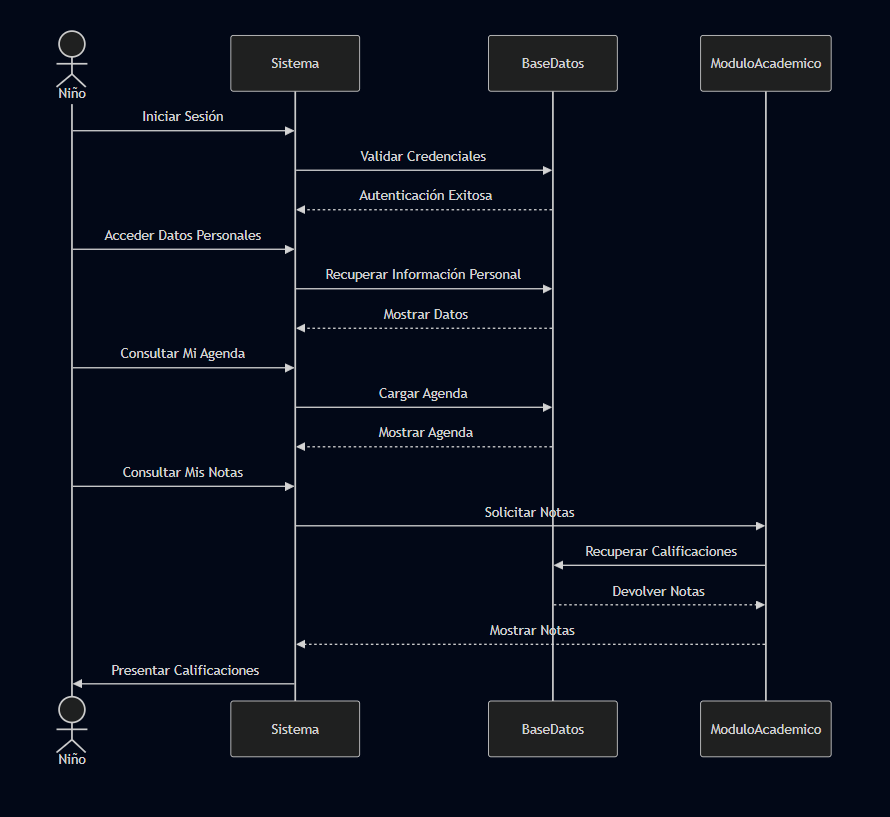 Niño
Sistema
BaseDatos
ModuloAcademico
Iniciar Sesión
Validar Credenciales
Autenticación Exitosa
Acceder Datos Personales
Recuperar Información Personal
Mostrar Datos
Consultar Mi Agenda
Cargar Agenda
Mostrar Agenda
Consultar Mis Notas
Solicitar Notas
Recuperar Calificaciones
Devolver Notas
Mostrar Notas
Presentar Calificaciones
Niño
Sistema
BaseDatos
ModuloAcademico